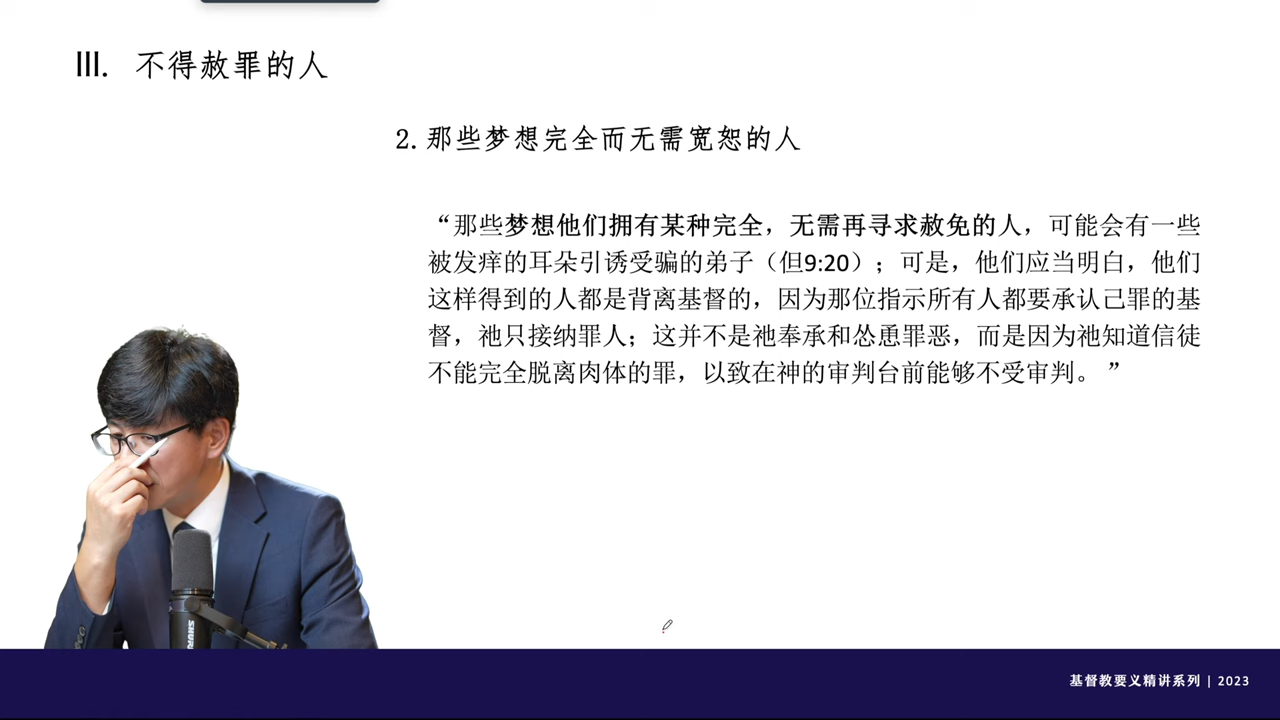 III. 不得赦罪的人
2. 那些梦想完全而无需宽恕的人
“那些梦想他们拥有某种完全，无需再寻求赦免的人，可能会有一些
被发痒的耳朵引诱受骗的弟子（但9:20）；可是，他们应当明白，他们
这样得到的人都是背离基督的，因为那位指示所有人都要承认己罪的基
督，祂只接纳罪人；这并不是祂奉承和怂恿罪恶，而是因为祂知道信徒
不能完全脱离肉体的罪，以致在神的审判台前能够不受审判。”
SHURE
基督教要义精讲系列 | 2023